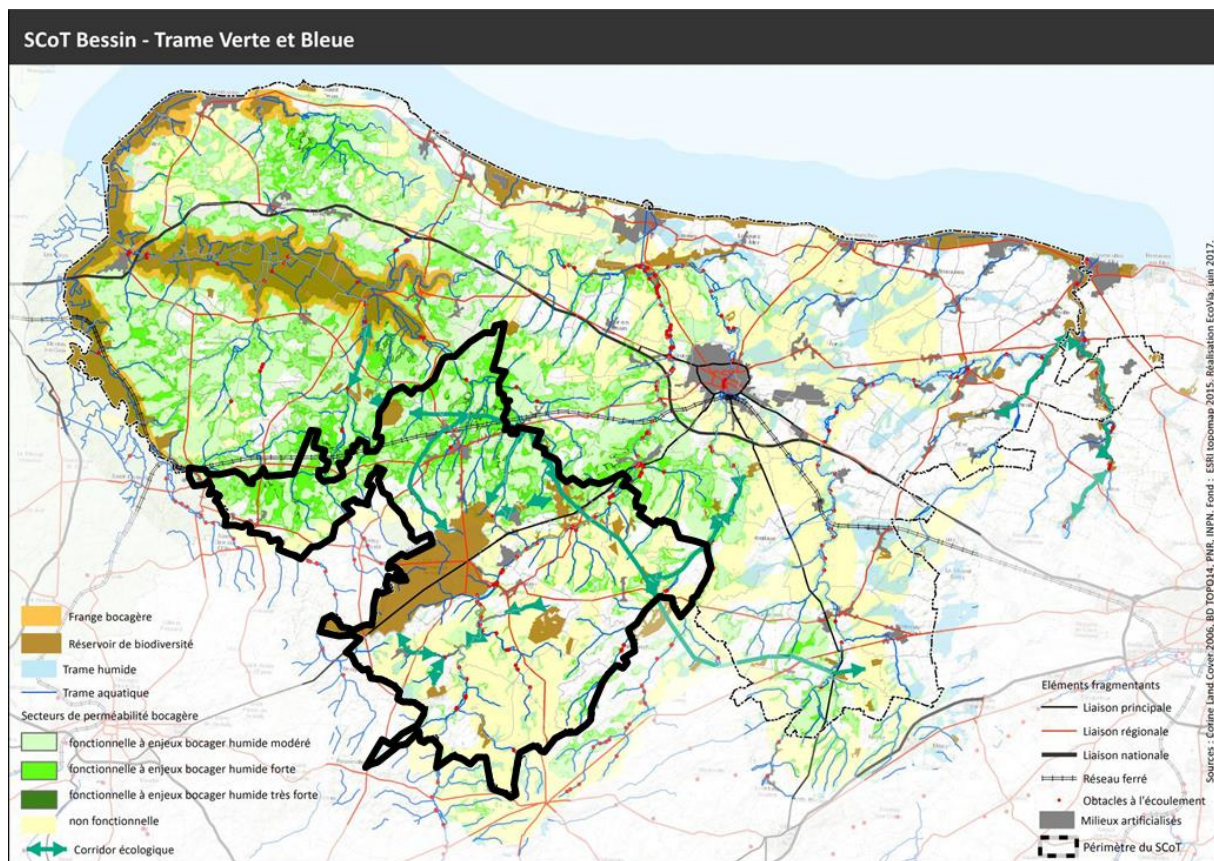 SCoT Bessin - Trame Verte et Bleue
Frange bocagère
Réservoir de biodiversité
Trame humide
Trame aquatique
Secteurs de perméabilité bocagère
fonctionnelle à enjeux bocager humide modéré
fonctionnelle à enjeux bocager humide forte
fonctionnelle à enjeux bocager humide très forte
non fonctionnelle
Corridor écologique
Eléments fragmentants
Liaison principale
Liaison régionale
Liaison nationale
Réseau ferré
Obtacles à l'écoulement
Milieux artificialisés
Périmètre du SCoT
Sources : Corine Land Cover 2006, BD TOPO14, PNR, INPN. Fond : ESRI topomap 2015. Réalisation EcoVia. juin 2017.